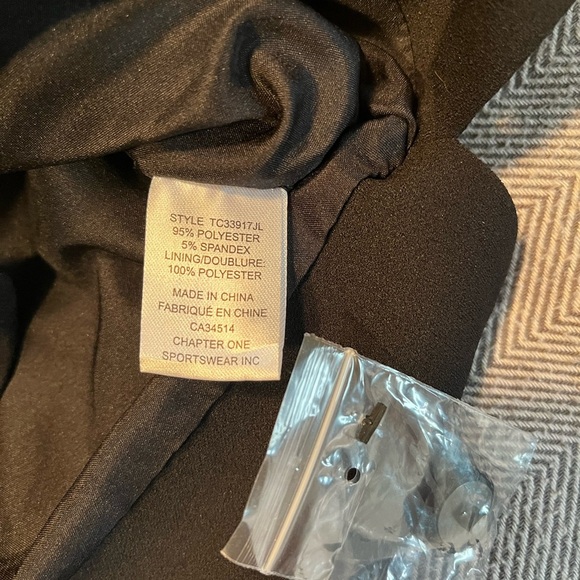 STYLE TC33917JL
95% POLYESTER
5% SPANDEX
LINING/DOUBLURE:
100% POLYESTER
MADE IN CHINA
FABRIQUÉ EN CHINE
CA34514
CHAPTER ONE
SPORTSWEAR INC